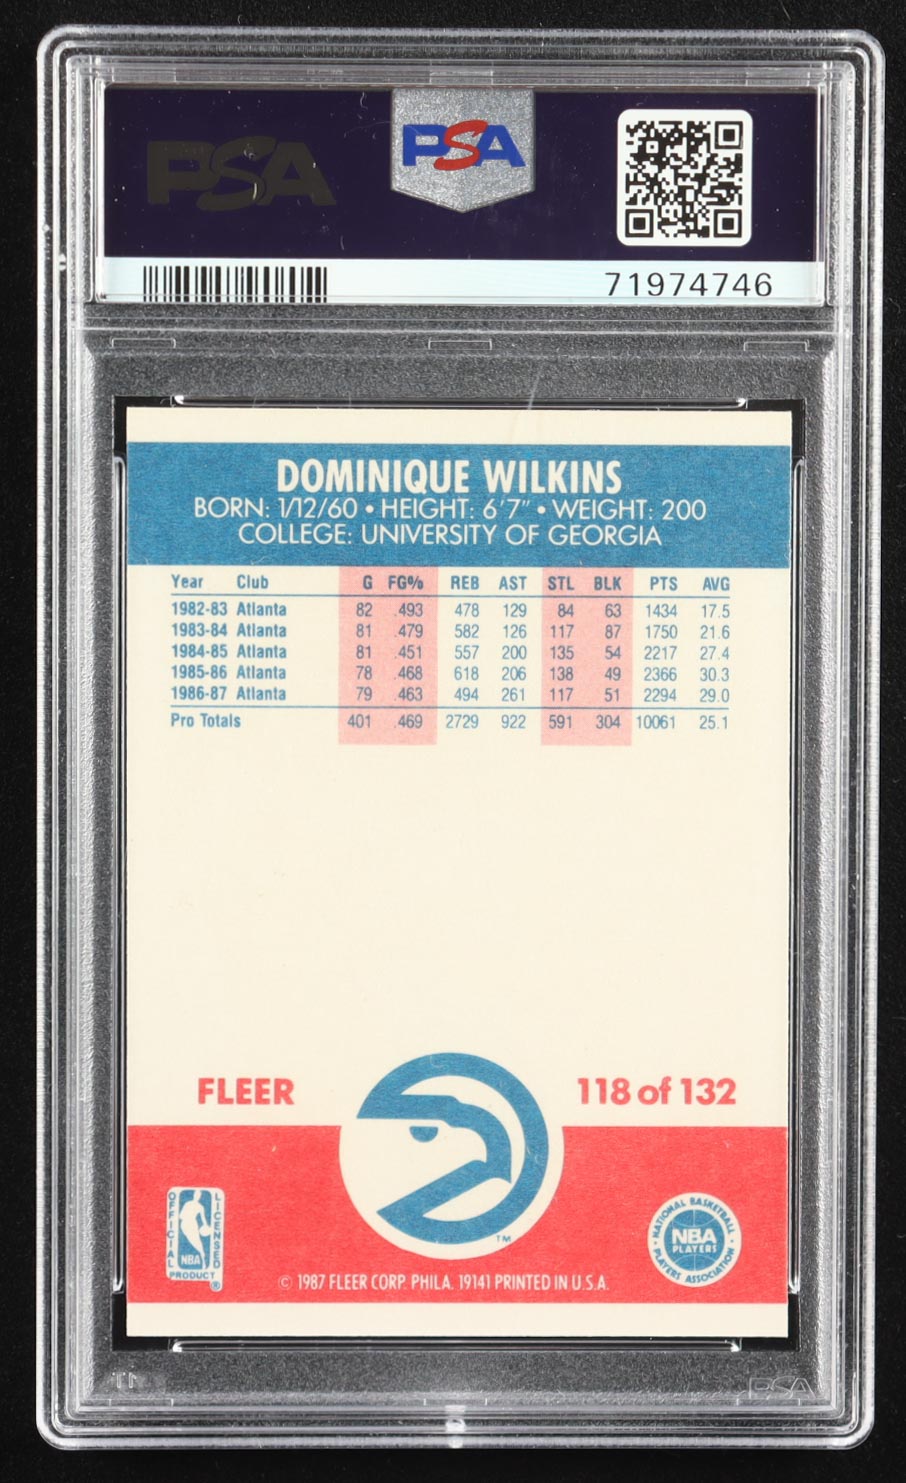 PSA PSA
71974746
DOMINIQUE WILKINS
BORN: 1/12/60 • HEIGHT: 6'7" • WEIGHT: 200
COLLEGE: UNIVERSITY OF GEORGIA
Year Club G FG% REB AST STL BLK PTS AVG
1982-83 Atlanta 82 .493 478 129 84 63 1434 17.5
1983-84 Atlanta 81 .479 582 126 117 87 1750 21.6
1984-85 Atlanta 81 .451 557 200 135 54 2217 27.4
1985-86 Atlanta 78 .468 618 206 138 49 2366 30.3
1986-87 Atlanta 79 .463 494 261 117 51 2294 29.0
Pro Totals 401 .469 2729 922 591 304 10061 25.1
FLEER 118 of 132
TM
OFFICIAL LICENSED
NBA
PRODUCT ®
NATIONAL BASKETBALL
NBA
PLAYERS
PLAYERS ASSOCIATION
© 1987 FLEER CORP. PHILA. 19141 PRINTED IN U.S.A.
PSA